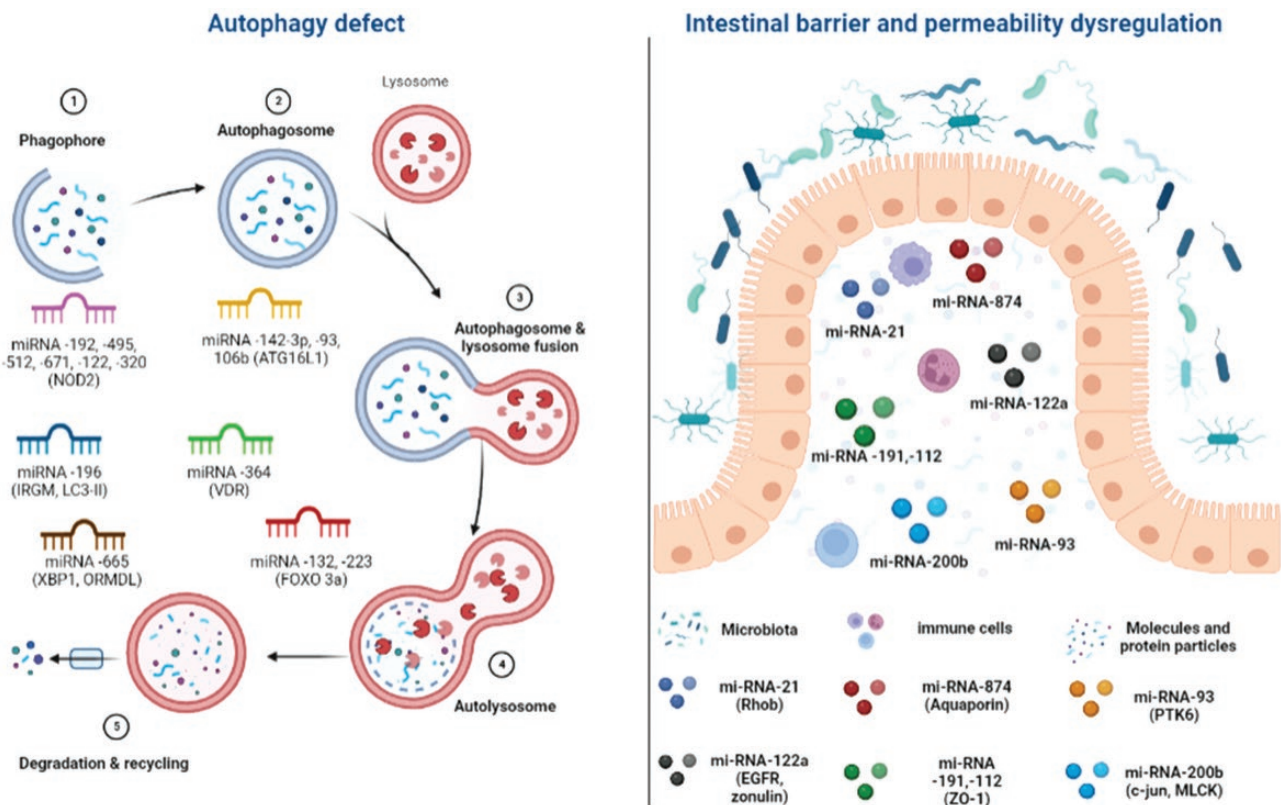 Autophagy defect
1
Phagophore
2
Autophagosome
Lysosome
miRNA -192, -495,
-512, -671, -122, -320
(NOD2)
miRNA -142-3p, -93,
106b (ATG16L1)
3
Autophagosome &
lysosome fusion
miRNA -196
(IRGM, LC3-II)
miRNA -364
(VDR)
miRNA -665
(XBP1, ORMDL)
miRNA -132, -223
(FOXO 3a)
4
Autolysosome
5
Degradation & recycling
Intestinal barrier and permeability dysregulation
mi-RNA-874
mi-RNA-21
mi-RNA-122a
mi-RNA -191,-112
mi-RNA-93
mi-RNA-200b
Microbiota
immune cells
Molecules and
protein particles
mi-RNA-21
(Rhob)
mi-RNA-874
(Aquaporin)
mi-RNA-93
(PTK6)
mi-RNA-122a
(EGFR,
zonulin)
mi-RNA
-191,-112
(ZO-1)
mi-RNA-200b
(c-jun, MLCK)